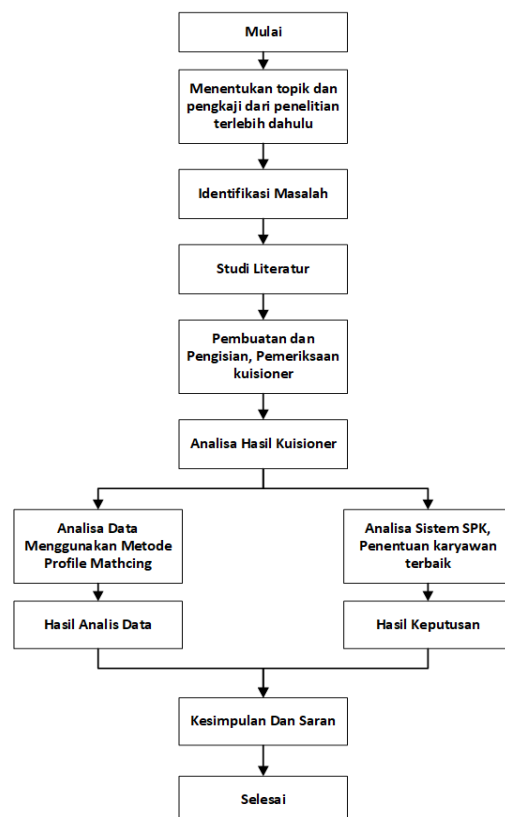 Mulai
Menentukan topik dan
pengkaji dari penelitian
terlebih dahulu
Identifikasi Masalah
Studi Literatur
Pembuatan dan
Pengisian, Pemeriksaan
kuisioner
Analisa Hasil Kuisioner
Analisa Data
Menggunakan Metode
Profile Mathcing
Analisa Sistem SPK,
Penentuan karyawan
terbaik
Hasil Analis Data
Hasil Keputusan
Kesimpulan Dan Saran
Selesai